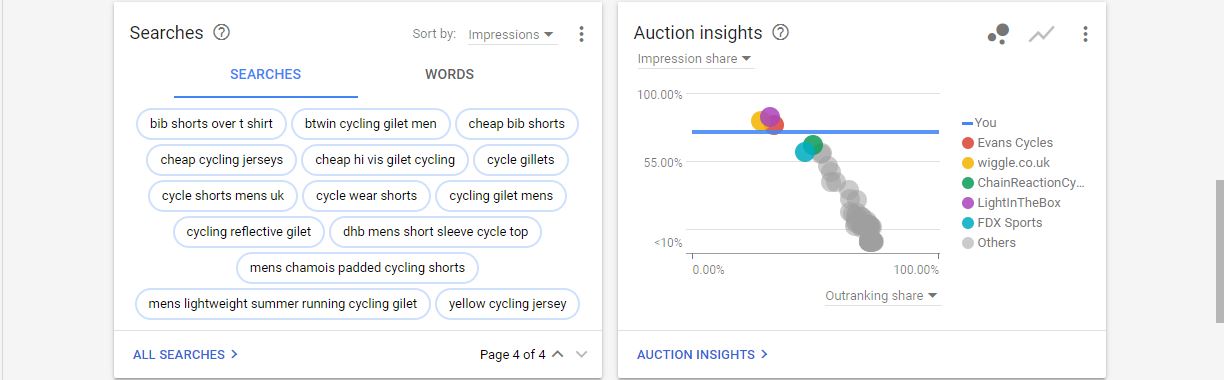 Searches
Sort by: Impressions
SEARCHES WORDS
bib shorts over t shirt btwin cycling gilet men cheap bib shorts
cheap cycling jerseys cheap hi vis gilet cycling cycle gillets
cycle shorts mens uk cycle wear shorts cycling gilet mens
cycling reflective gilet dhb mens short sleeve cycle top
mens chamois padded cycling shorts
mens lightweight summer running cycling gilet yellow cycling jersey
ALL SEARCHES Page 4 of 4
Auction insights
Impression share
100.00%
55.00%
<10%
0.00% 100.00%
Outranking share
You
Evans Cycles
wiggle.co.uk
ChainReactionCy...
LightInTheBox
FDX Sports
Others
AUCTION INSIGHTS